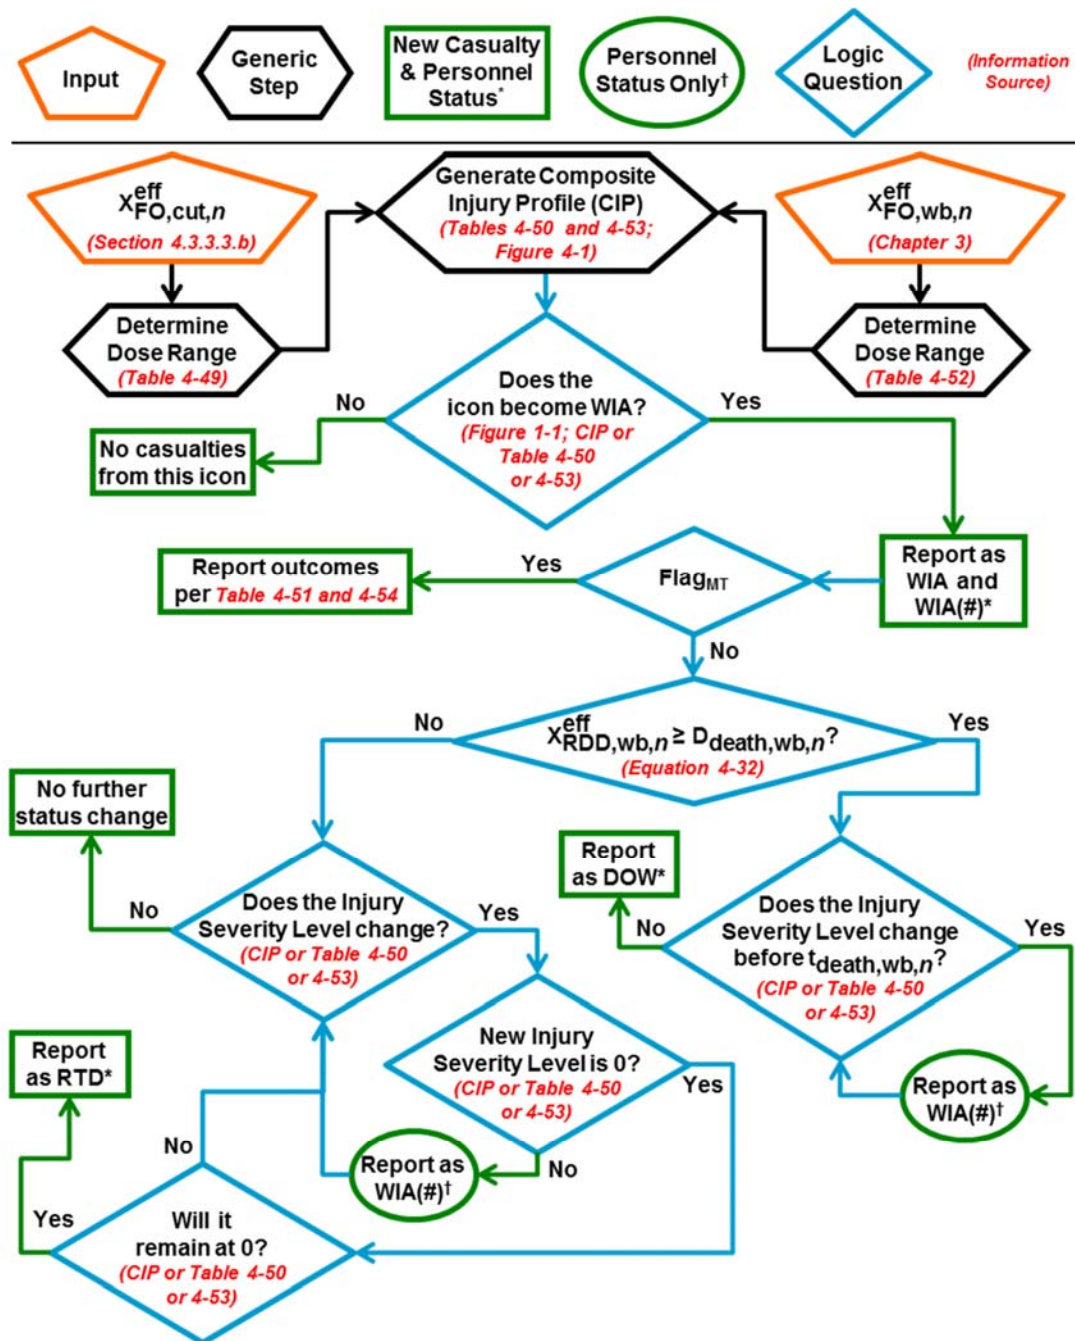 Input
Generic
Step
New Casualty
& Personnel
Status*
Personnel
Status Only†
Logic
Question
(Information
Source)
X^eff_FO,cut,n
(Section 4.3.3.3.b)
Generate Composite
Injury Profile (CIP)
(Tables 4-50 and 4-53;
Figure 4-1)
X^eff_FO,wb,n
(Chapter 3)
Determine
Dose Range
(Table 4-49)
Determine
Dose Range
(Table 4-52)
Does the
icon become WIA?
(Figure 1-1; CIP or
Table 4-50
or 4-53)
No
Yes
No casualties
from this icon
Report outcomes
per Table 4-51 and 4-54
Yes
Flag_MT
Report as
WIA and
WIA(#)*
No
X^eff_RDD,wb,n ≥ D_death,wb,n?
(Equation 4-32)
No
Yes
No further
status change
Report
as DOW*
Does the Injury
Severity Level change?
(CIP or Table 4-50
or 4-53)
No
Yes
Does the Injury
Severity Level change
before t_death,wb,n?
(CIP or Table 4-50
or 4-53)
No
Yes
New Injury
Severity Level is 0?
(CIP or Table 4-50
or 4-53)
Yes
No
Report as
WIA(#)†
Report
as RTD*
Report as
WIA(#)†
No
Yes
Will it
remain at 0?
(CIP or Table 4-50
or 4-53)